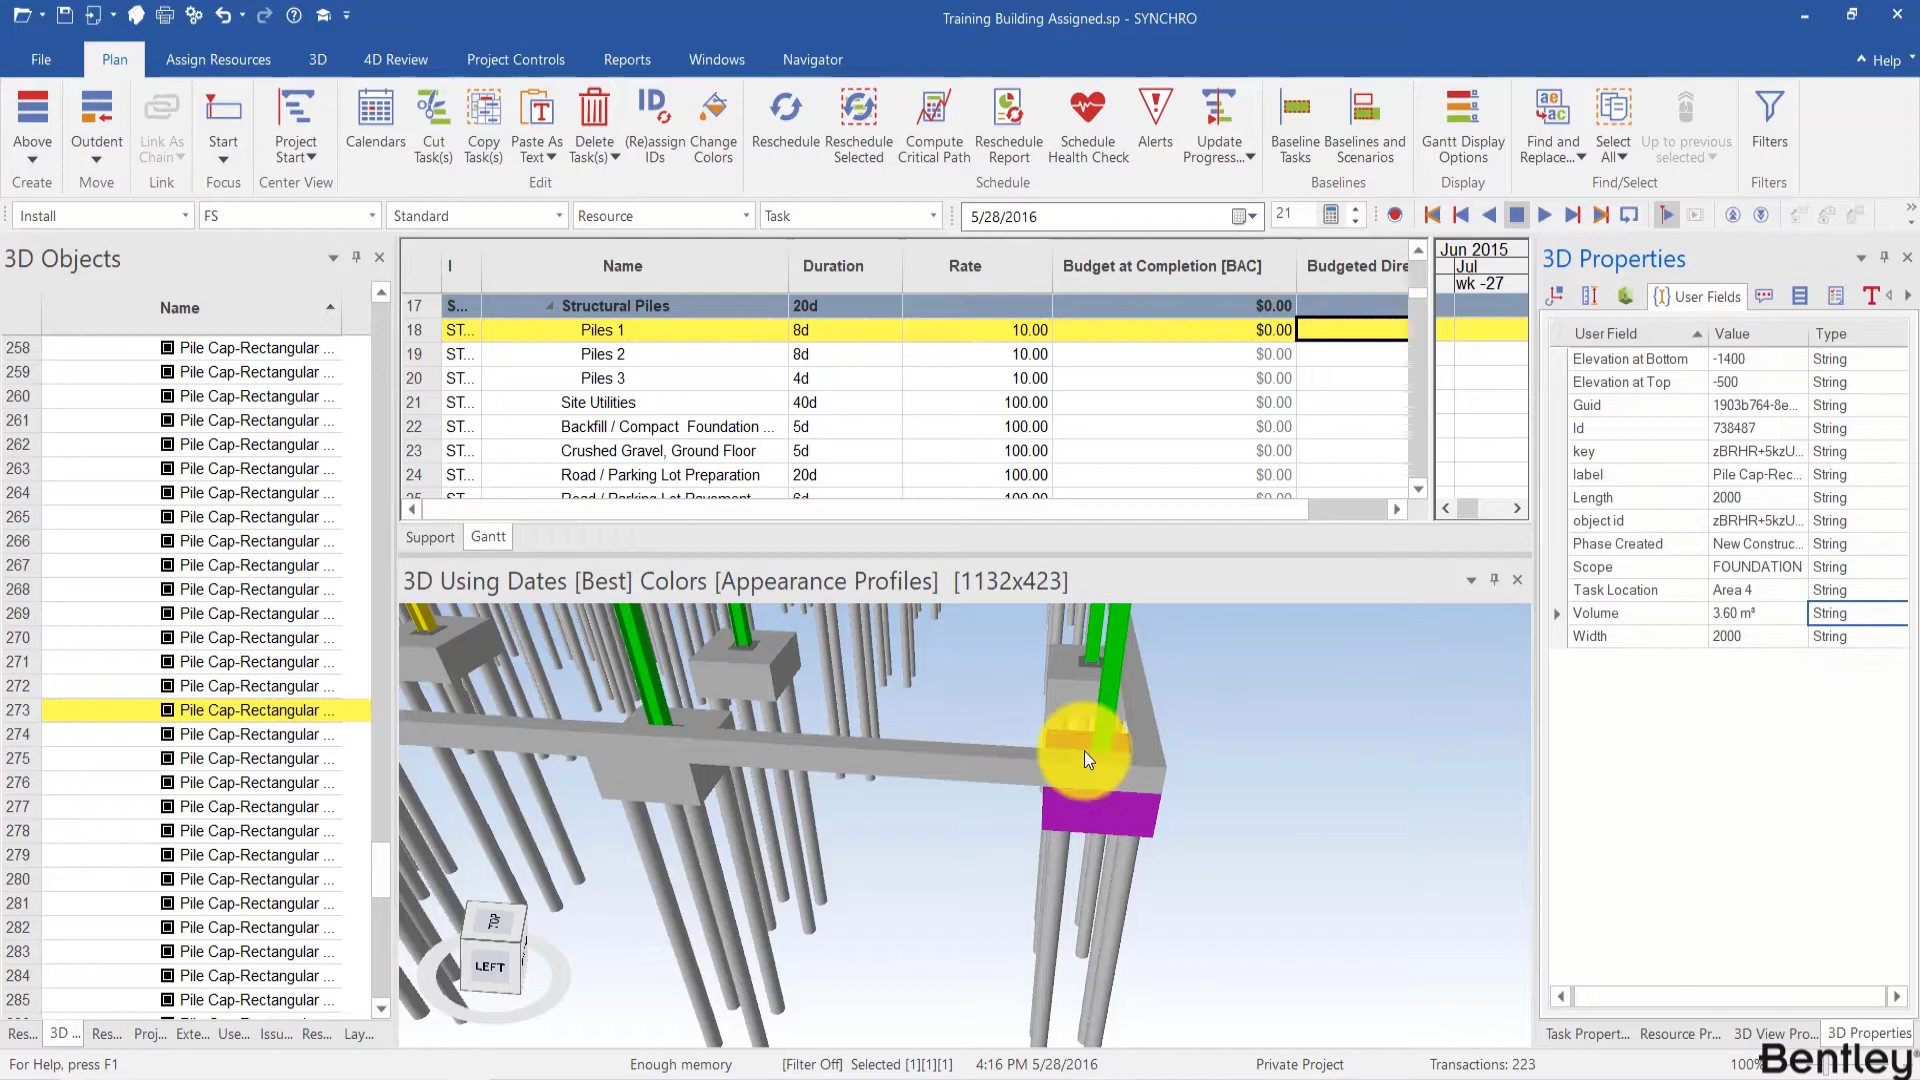 Training Building Assigned.sp - SYNCHRO
File Plan Assign Resources 3D 4D Review Project Controls Reports Windows Navigator Help
Above Outdent Link As Chain Start Project Start Calendars Cut Task(s) Copy Task(s) Paste As Text Delete Task(s) (Re)assign IDs Change Colors Reschedule Reschedule Selected Compute Critical Path Reschedule Report Schedule Health Check Alerts Update Progress... Baseline Tasks Baselines and Scenarios Gantt Display Options Find and Replace... Select All Up to previous selected Filters
Create Move Link Focus Center View Edit Schedule Baselines Display Find/Select Filters
Install FS Standard Resource Task 5/28/2016 21
3D Objects
Name
258 Pile Cap-Rectangular ...
259 Pile Cap-Rectangular ...
260 Pile Cap-Rectangular ...
261 Pile Cap-Rectangular ...
262 Pile Cap-Rectangular ...
263 Pile Cap-Rectangular ...
264 Pile Cap-Rectangular ...
265 Pile Cap-Rectangular ...
266 Pile Cap-Rectangular ...
267 Pile Cap-Rectangular ...
268 Pile Cap-Rectangular ...
269 Pile Cap-Rectangular ...
270 Pile Cap-Rectangular ...
271 Pile Cap-Rectangular ...
272 Pile Cap-Rectangular ...
273 Pile Cap-Rectangular ...
274 Pile Cap-Rectangular ...
275 Pile Cap-Rectangular ...
276 Pile Cap-Rectangular ...
277 Pile Cap-Rectangular ...
278 Pile Cap-Rectangular ...
279 Pile Cap-Rectangular ...
280 Pile Cap-Rectangular ...
281 Pile Cap-Rectangular ...
282 Pile Cap-Rectangular ...
283 Pile Cap-Rectangular ...
284 Pile Cap-Rectangular ...
285 Pile Cap-Rectangular ...
Res... 3D ... Res... Proj... Exte... Use... Issu... Res... Lay...
I Name Duration Rate Budget at Completion [BAC] Budgeted Dire
17 S... Structural Piles 20d $0.00
18 ST... Piles 1 8d 10.00 $0.00
19 ST... Piles 2 8d 10.00 $0.00
20 ST... Piles 3 4d 10.00 $0.00
21 ST... Site Utilities 40d 100.00 $0.00
22 ST... Backfill / Compact Foundation ... 5d 100.00 $0.00
23 ST... Crushed Gravel, Ground Floor 5d 100.00 $0.00
24 ST... Road / Parking Lot Preparation 20d 100.00 $0.00
25 ST... Road / Parking Lot Pavement 6d 100.00 $0.00
Jun 2015
Jul
wk -27
Support Gantt
3D Using Dates [Best] Colors [Appearance Profiles] [1132x423]
TOP
LEFT
3D Properties
User Fields
User Field Value Type
Elevation at Bottom -1400 String
Elevation at Top -500 String
Guid 1903b764-8e... String
Id 738487 String
key zBRHR+5kzU... String
label Pile Cap-Rec... String
Length 2000 String
object id zBRHR+5kzU... String
Phase Created New Construc... String
Scope FOUNDATION String
Task Location Area 4 String
Volume 3.60 m³ String
Width 2000 String
Task Propert... Resource Pr... 3D View Pro... 3D Properties
For Help, press F1 Enough memory [Filter Off] Selected [1][1][1] 4:16 PM 5/28/2016 Private Project Transactions: 223 100%
Bentley